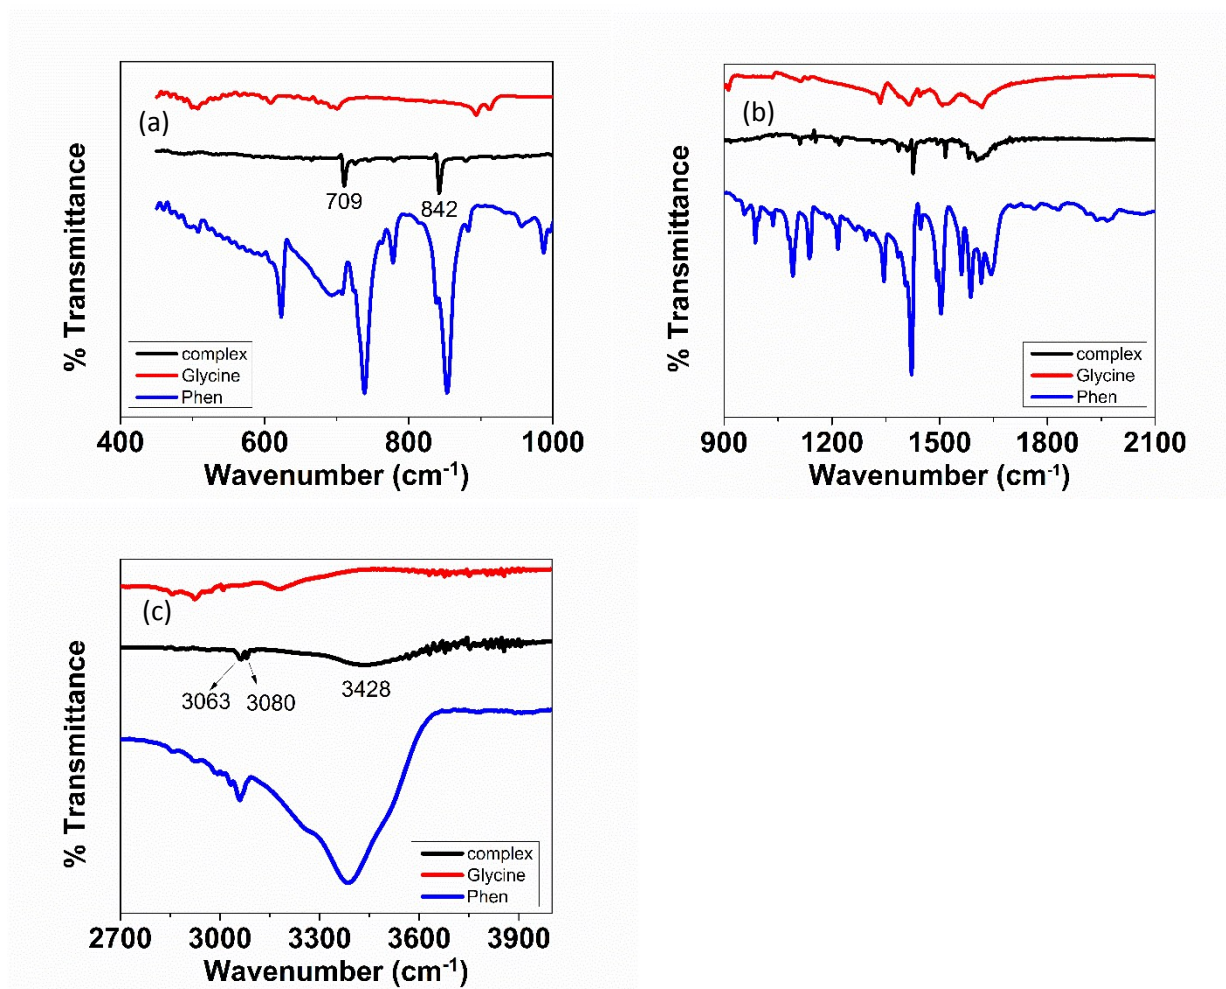 (a)
% Transmittance
709
842
complex
Glycine
Phen
400 600 800 1000
Wavenumber (cm-1)
(b)
% Transmittance
complex
Glycine
Phen
900 1200 1500 1800 2100
Wavenumber (cm-1)
(c)
% Transmittance
3063 3080
3428
complex
Glycine
Phen
2700 3000 3300 3600 3900
Wavenumber (cm-1)